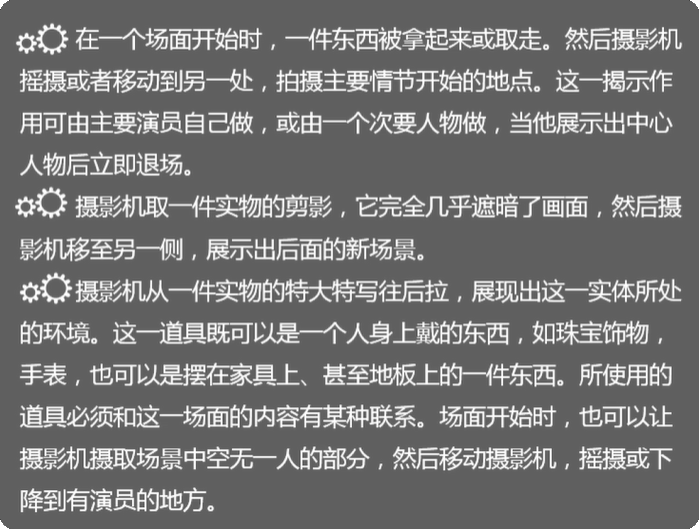 在一个场面开始时，一件东西被拿起来或取走。然后摄影机
摇摄或者移动到另一处，拍摄主要情节开始的地点。这一揭示作
用可由主要演员自己做，或由一个次要人物做，当他展示出中心
人物后立即退场。
摄影机取一件实物的剪影，它完全几乎遮暗了画面，然后摄
影机移至另一侧，展示出后面的新场景。
摄影机从一件实物的特大特写往后拉，展现出这一实体所处
的环境。这一道具既可以是一个人身上戴的东西，如珠宝饰物，
手表，也可以是摆在家具上、甚至地板上的一件东西。所使用的
道具必须和这一场面的内容有某种联系。场面开始时，也可以让
摄影机摄取场景中空无一人的部分，然后移动摄影机，摇摄或下
降到有演员的地方。